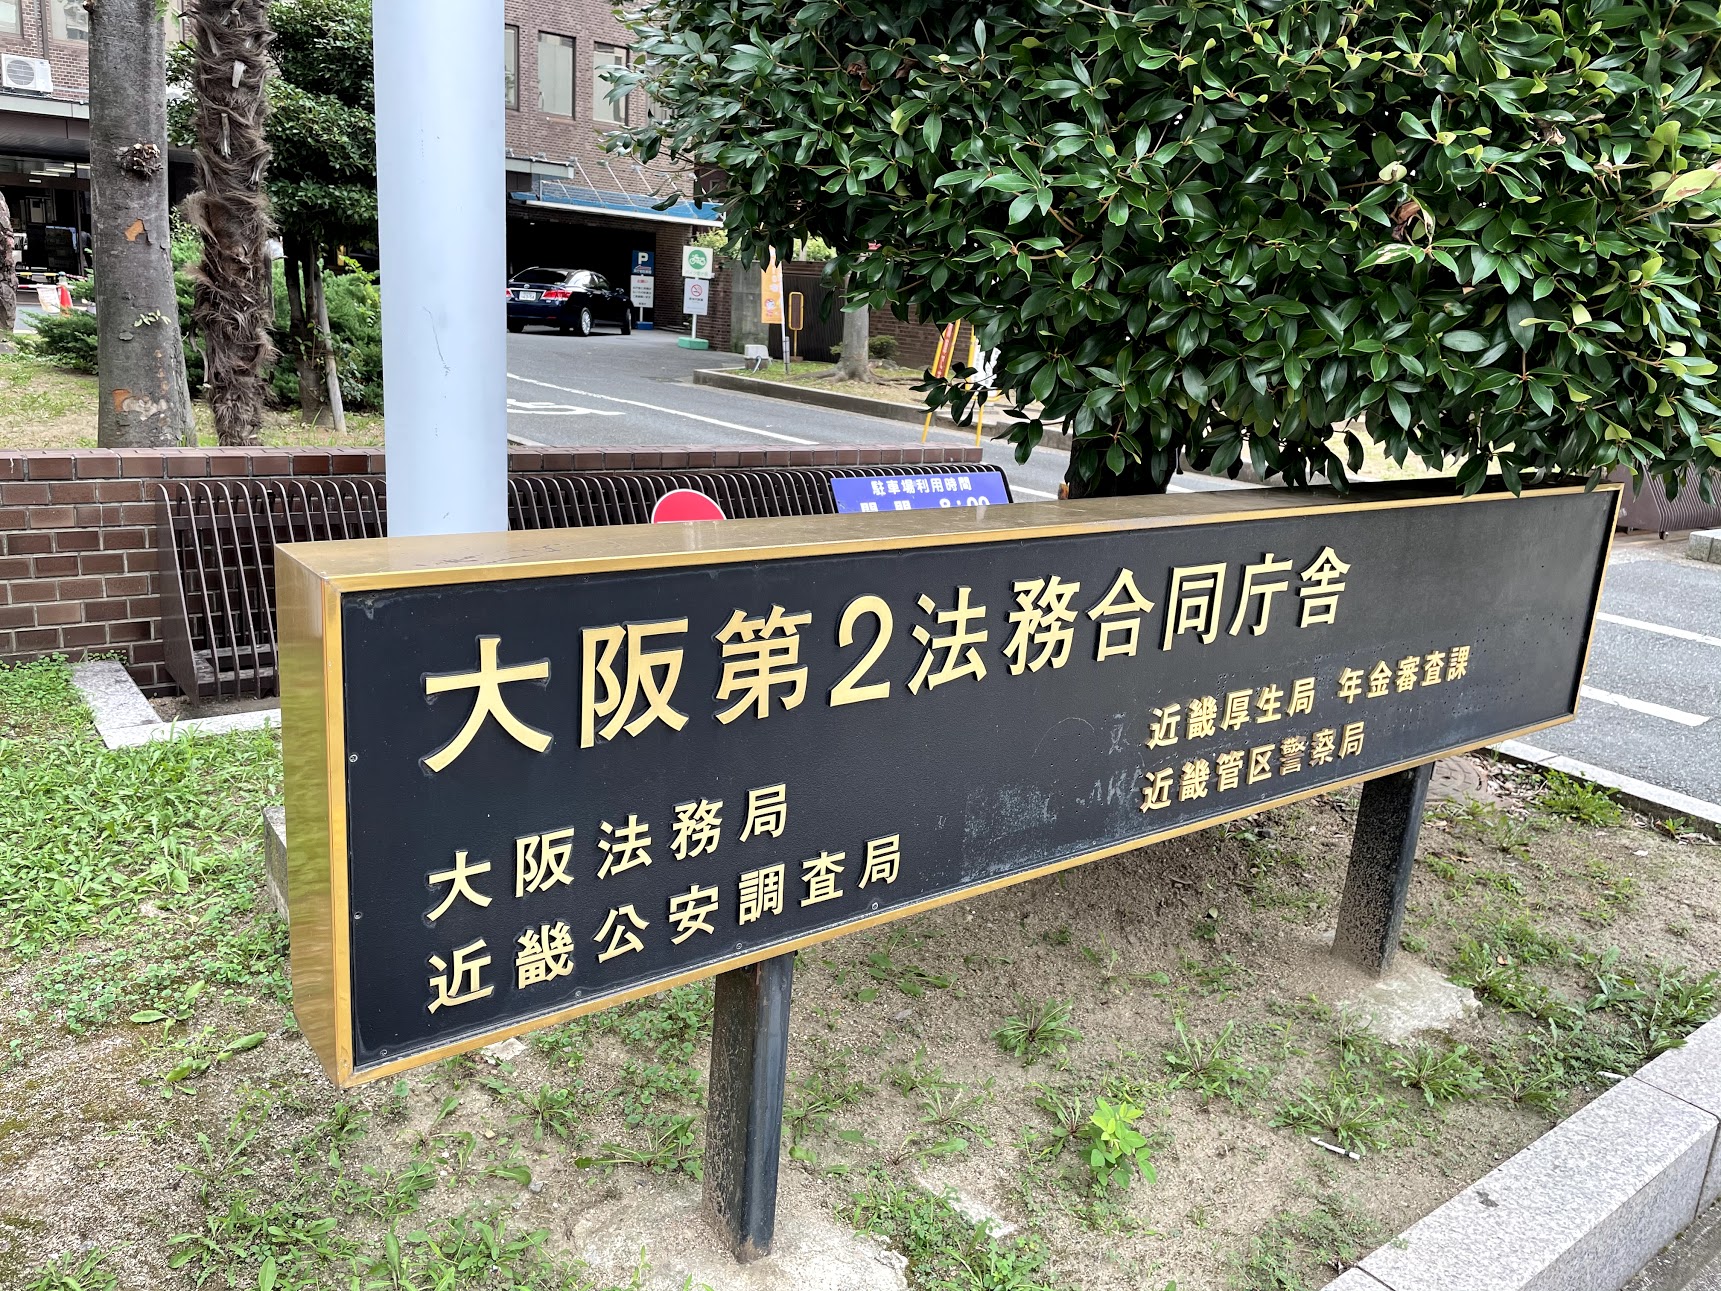 大阪第2法務合同庁舎
大阪法務局
近畿公安調査局
近畿厚生局 年金審査課
近畿管区警察局
駐車場利用時間
P